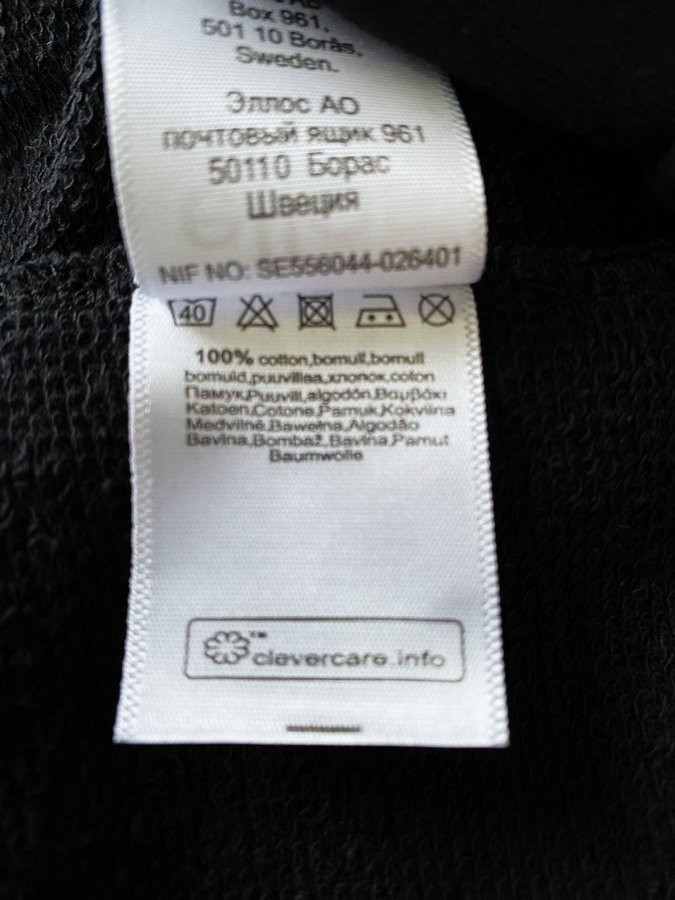 Box 961,
501 10 Borås,
Sweden.
Эллос АО
почтовый ящик 961
50110 Борас
Швеция
NIF NO: SE556044-026401
40
100% cotton,bomull,bomull
bomuld,puuvillaa,хлопок,coton
Памук,Puuvill,algodón,Βαμβάκι
Katoen,Cotone,Pamuk,Kokvilna
Medvilnė,Bawełna,Algodão
Bavlna,Bombaž,Bavlna,Pamut
Baumwolle
™
clevercare.info